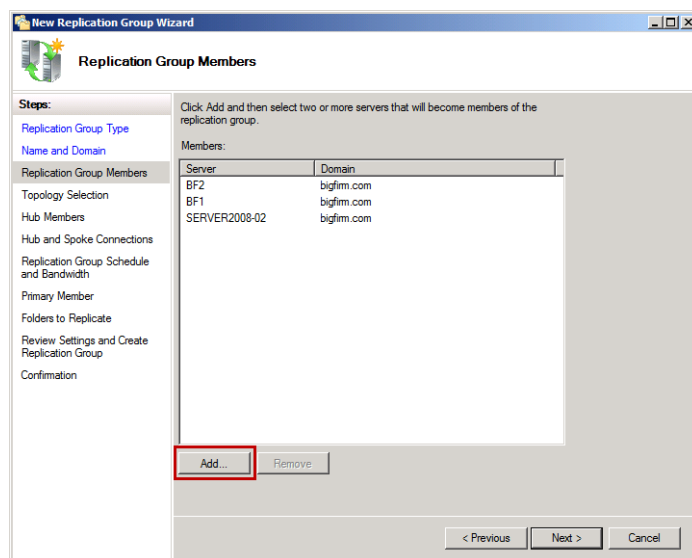 New Replication Group Wizard
Replication Group Members
Steps:
Replication Group Type
Name and Domain
Replication Group Members
Topology Selection
Hub Members
Hub and Spoke Connections
Replication Group Schedule
and Bandwidth
Primary Member
Folders to Replicate
Review Settings and Create
Replication Group
Confirmation
Click Add and then select two or more servers that will become members of the
replication group.
Members:
Server Domain
BF2 bigfirm.com
BF1 bigfirm.com
SERVER2008-02 bigfirm.com
Add... Remove
< Previous Next > Cancel